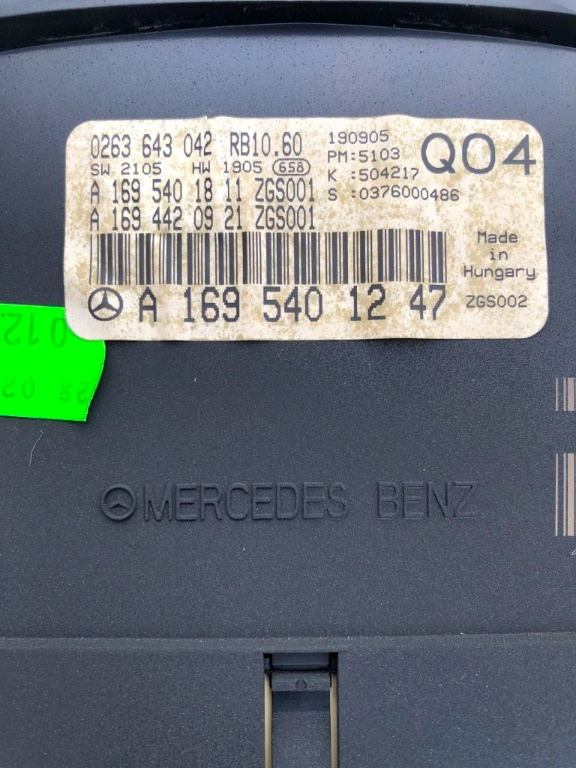 0263 643 042 RB10.60
SW 2105 HW 1905 658
A 169 540 18 11 ZGS001
A 169 442 09 21 ZGS001
190905
PM:5103
K :504217
S :0376000486
Q04
Made
in
Hungary
A 169 540 12 47
ZGS002
MERCEDES BENZ